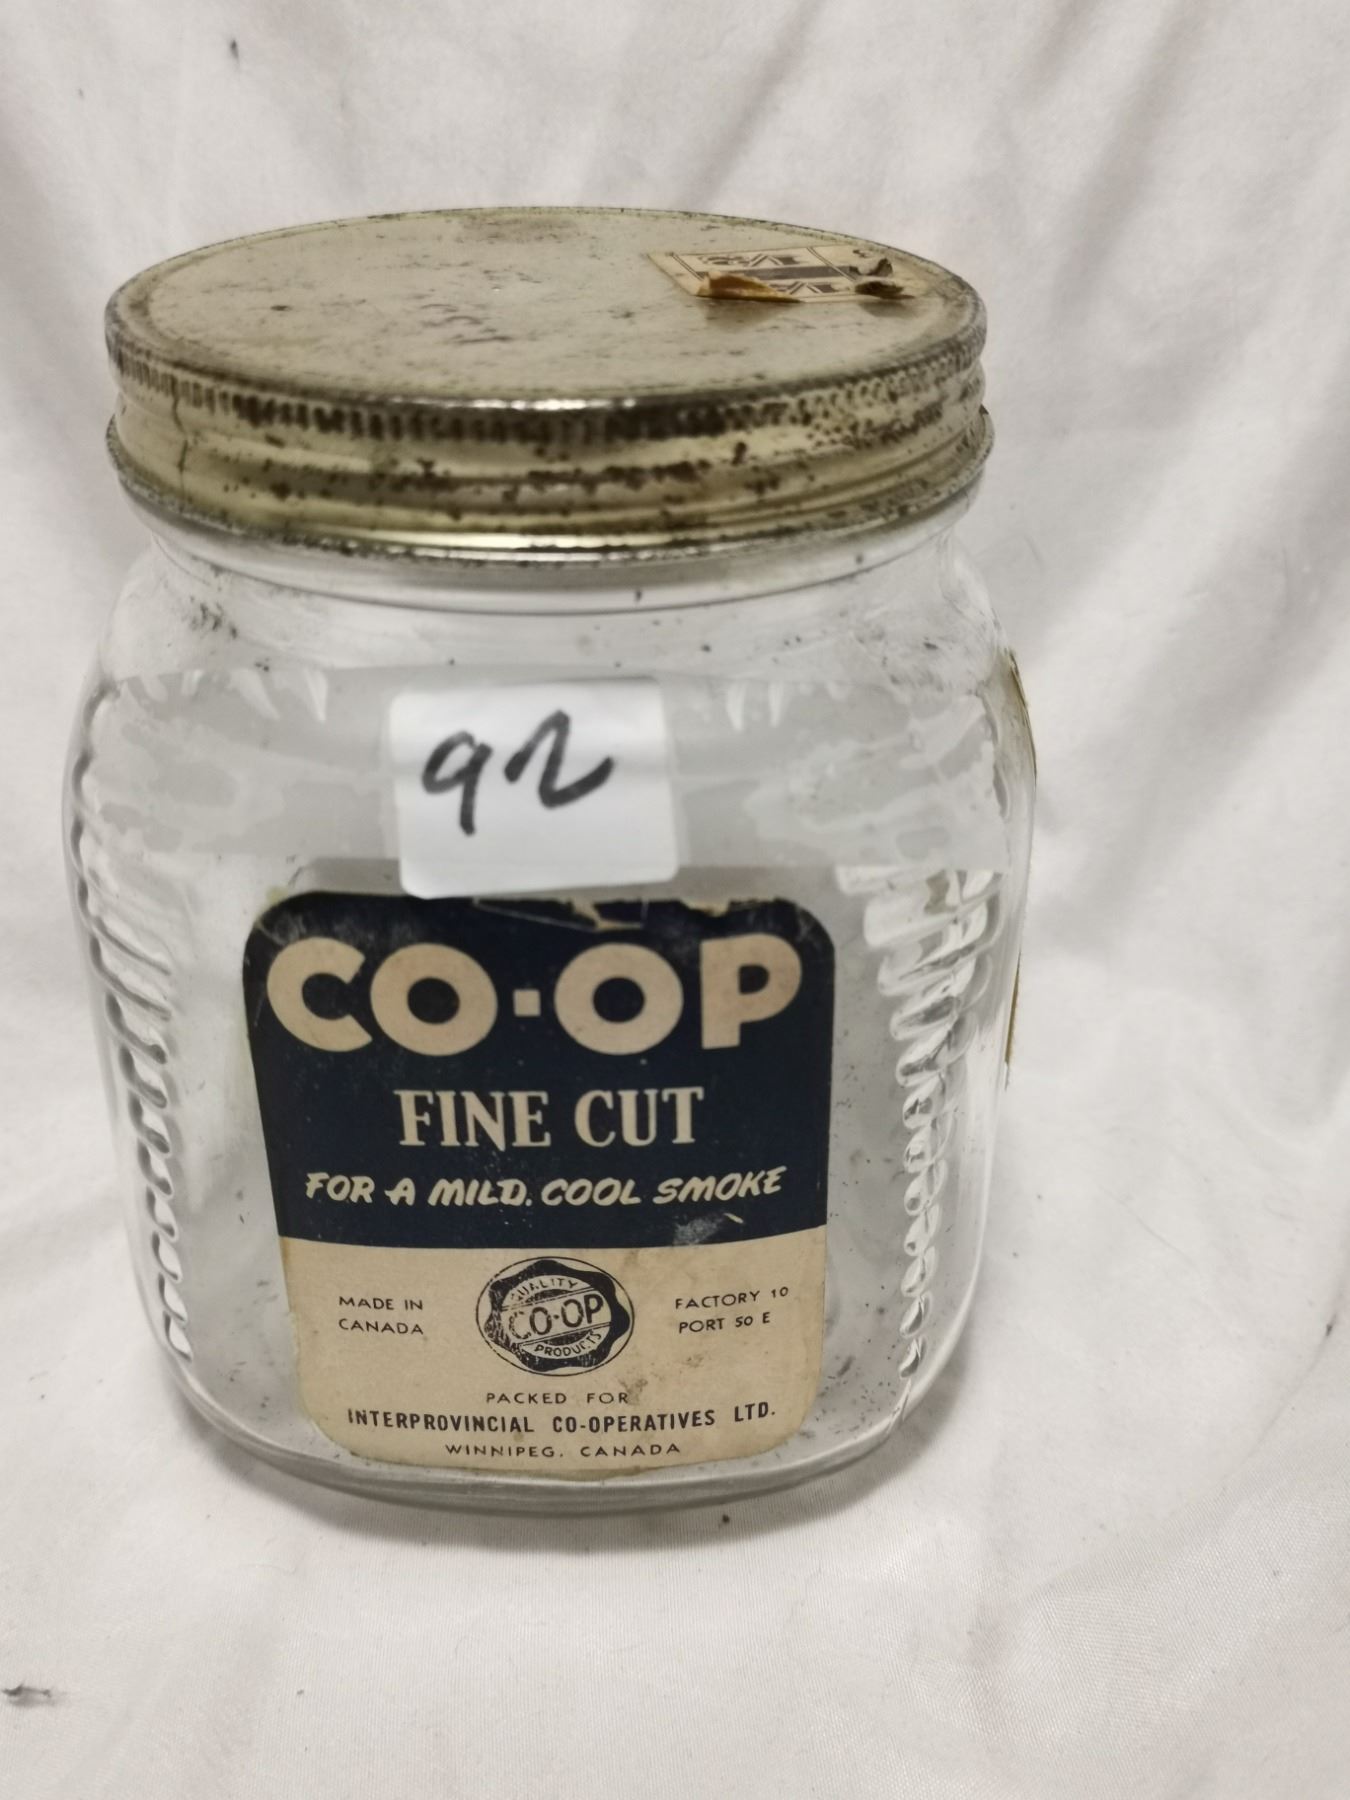 92
CO-OP
FINE CUT
FOR A MILD, COOL SMOKE
MADE IN
CANADA
QUALITY
CO-OP
PRODUCTS
FACTORY 10
PORT 50 E
PACKED FOR
INTERPROVINCIAL CO-OPERATIVES LTD.
WINNIPEG, CANADA